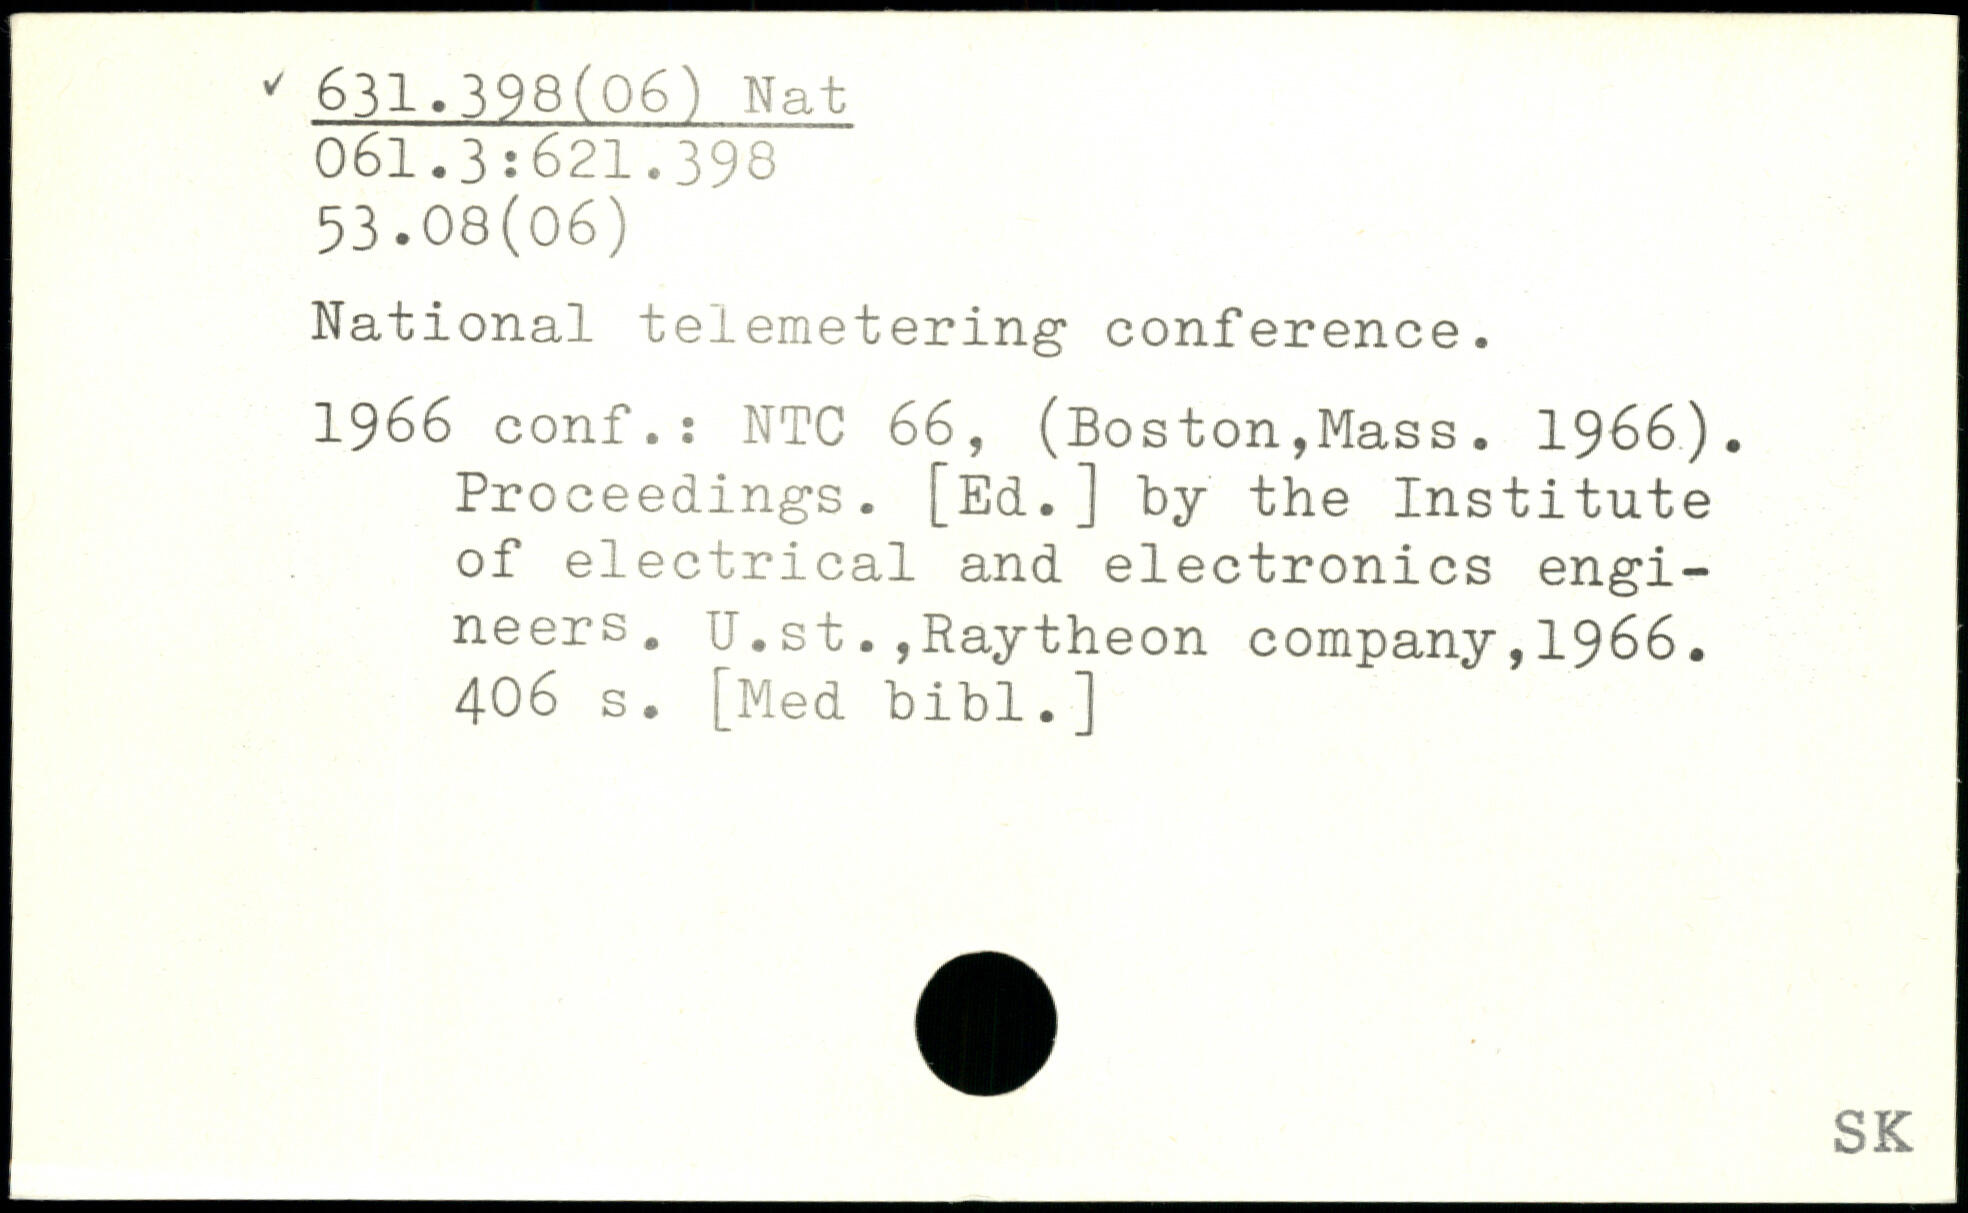 ✓ 631.398(06) Nat
061.3:621.398
53.08(06)
National telemetering conference.
1966 conf.: NTC 66, (Boston,Mass. 1966).
Proceedings. [Ed.] by the Institute
of electrical and electronics engi-
neers. U.st.,Raytheon company,1966.
406 s. [Med bibl.]
SK